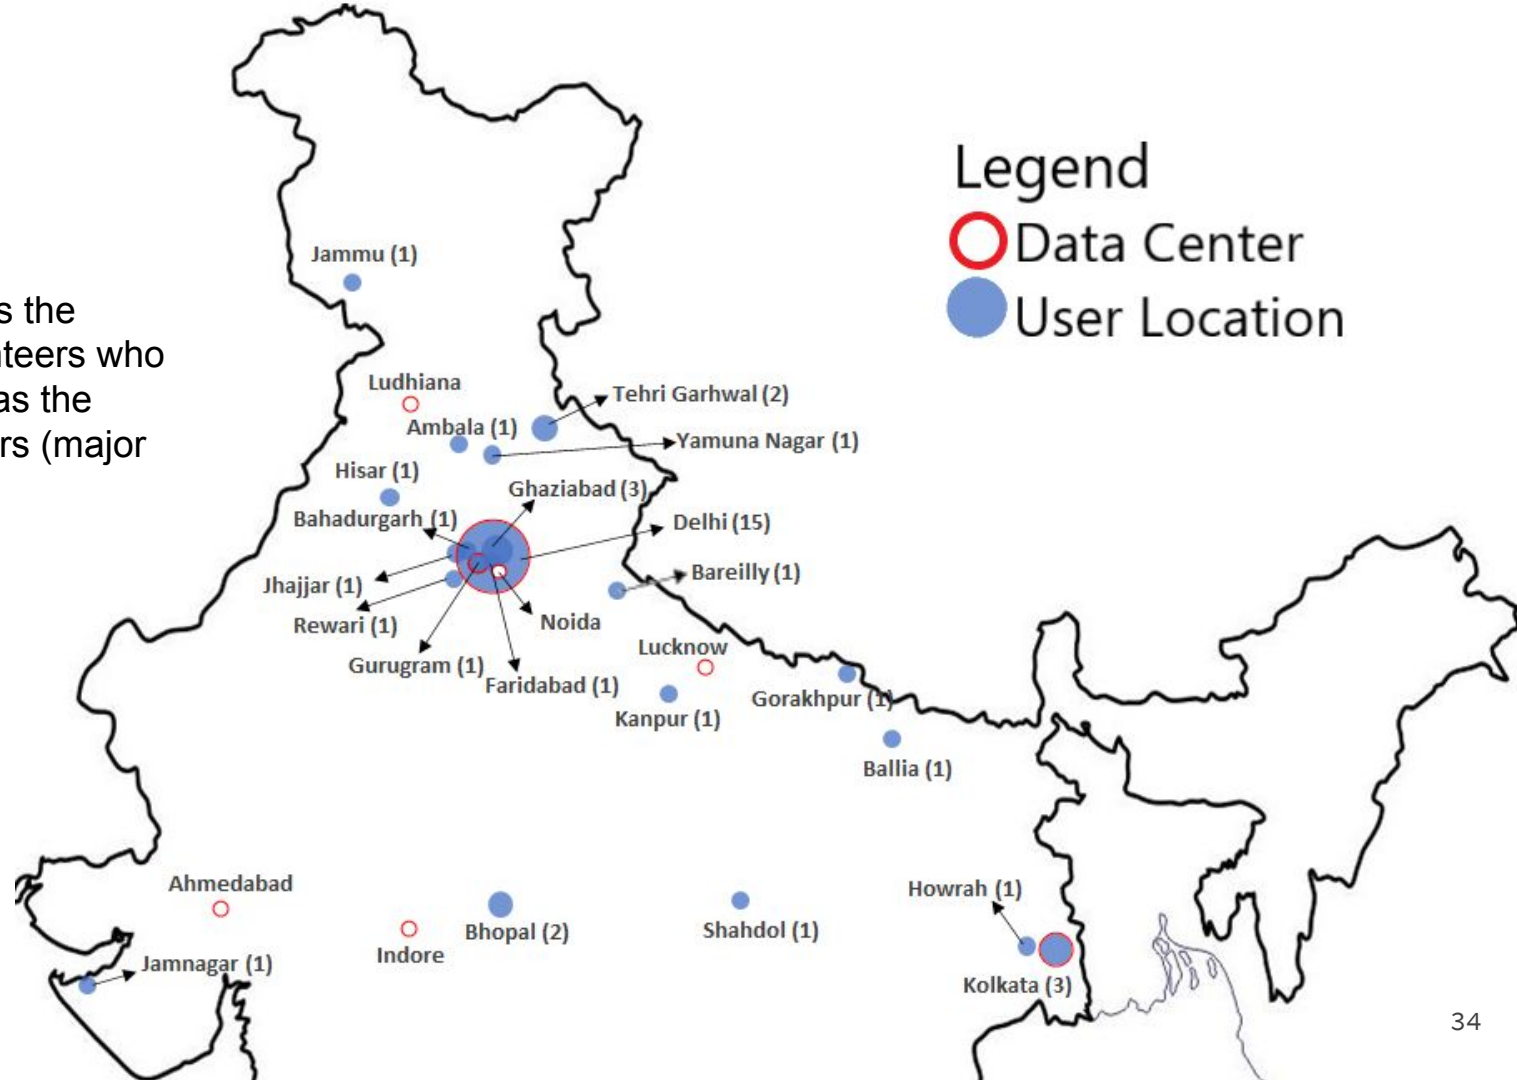 Legend
Data Center
User Location
s the
nteers who
as the
rs (major
Jammu (1)
Ludhiana
Tehri Garhwal (2)
Ambala (1)
Yamuna Nagar (1)
Hisar (1)
Ghaziabad (3)
Bahadurgarh (1)
Delhi (15)
Jhajjar (1)
Bareilly (1)
Rewari (1)
Noida
Lucknow
Gurugram (1)
Faridabad (1)
Gorakhpur (1)
Kanpur (1)
Ballia (1)
Ahmedabad
Howrah (1)
Bhopal (2)
Shahdol (1)
Indore
Jamnagar (1)
Kolkata (3)
34